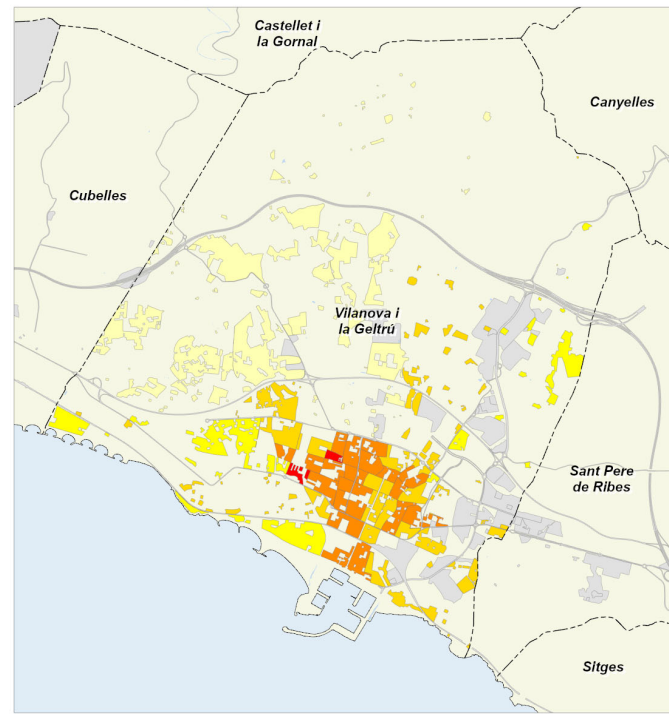 Castellet i
la Gornal
Canyelles
Cubelles
Vilanova i
la Geltrú
Sant Pere
de Ribes
Sitges